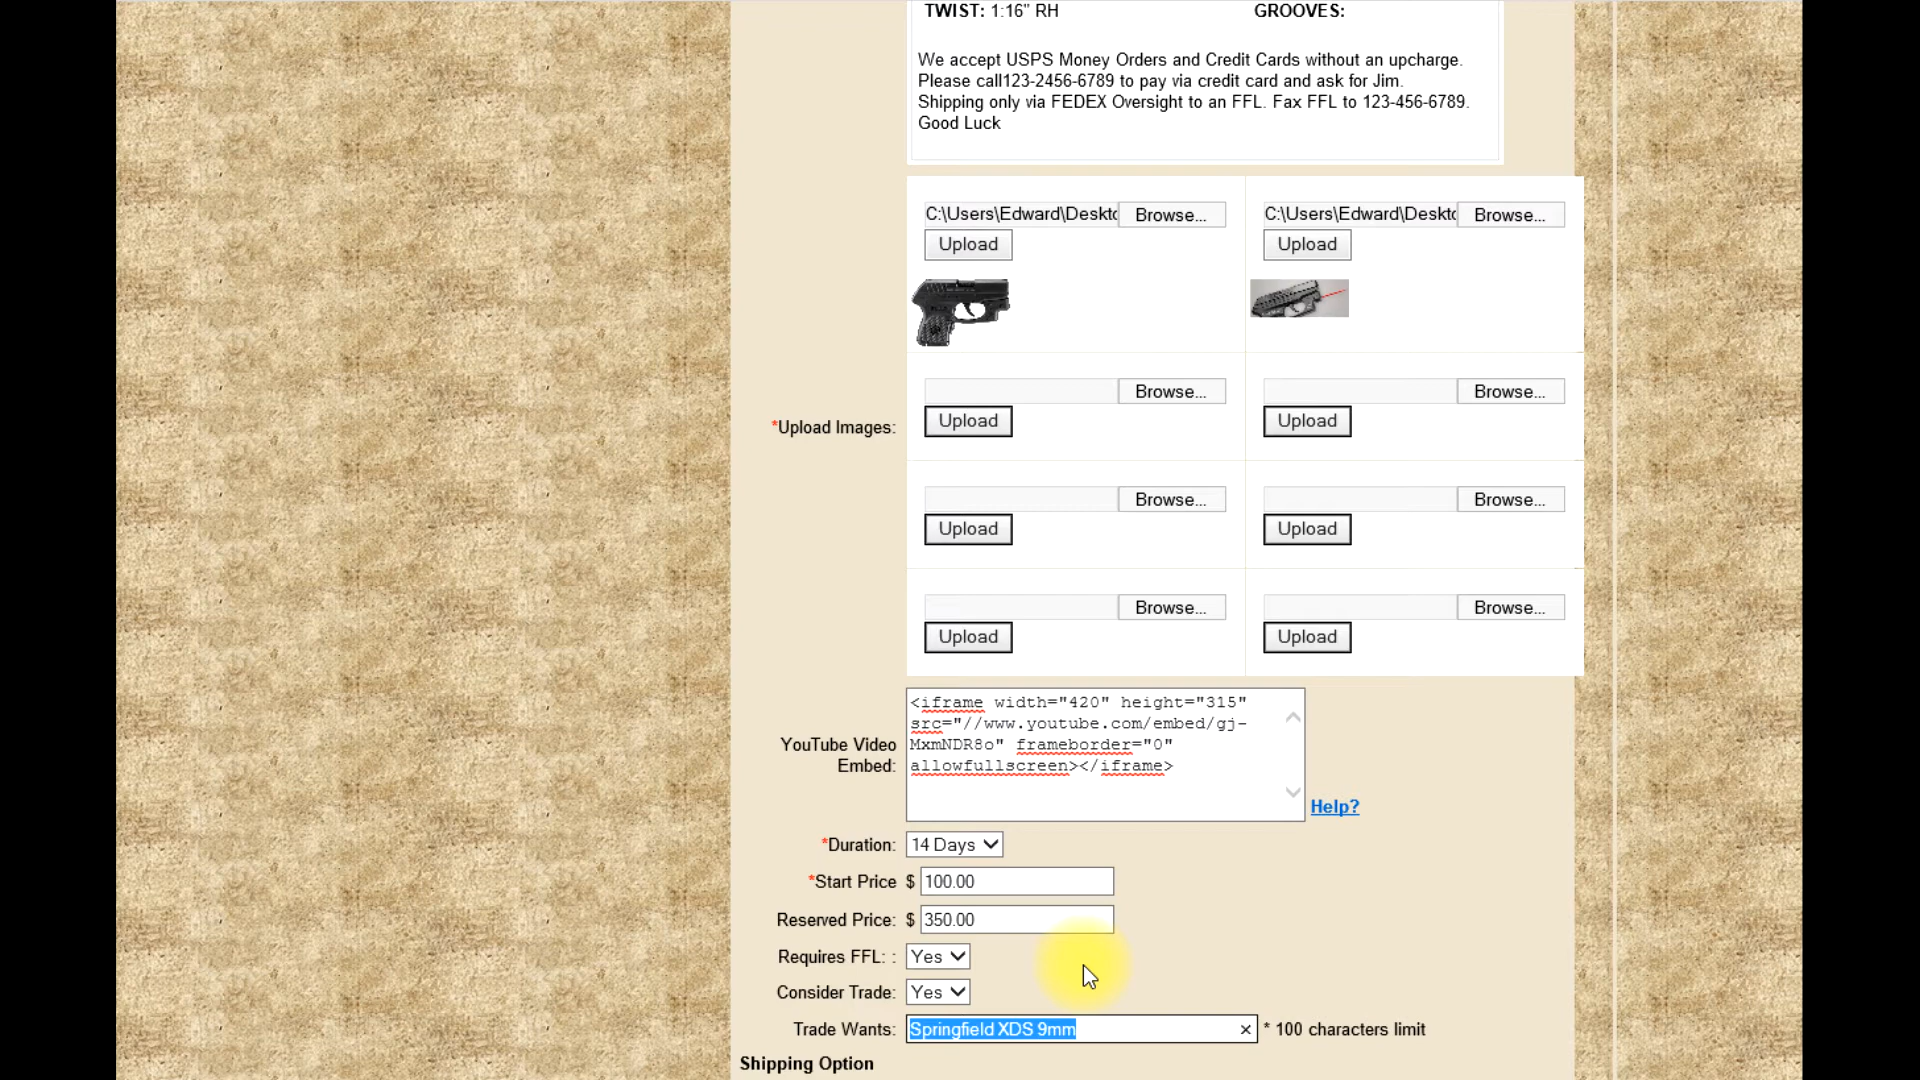 TWIST: 1:16" RH GROOVES:
We accept USPS Money Orders and Credit Cards without an upcharge.
Please call123-2456-6789 to pay via credit card and ask for Jim.
Shipping only via FEDEX Oversight to an FFL. Fax FFL to 123-456-6789.
Good Luck
C:\Users\Edward\Deskto Browse... C:\Users\Edward\Deskto Browse...
Upload Upload
Browse... Browse...
*Upload Images: Upload Upload
Browse... Browse...
Upload Upload
Browse... Browse...
Upload Upload
YouTube Video
Embed:
<iframe width="420" height="315"
src="//www.youtube.com/embed/gj-
MxmNDR8o" frameborder="0"
allowfullscreen></iframe>
Help?
*Duration: 14 Days
*Start Price $ 100.00
Reserved Price: $ 350.00
Requires FFL: : Yes
Consider Trade: Yes
Trade Wants: Springfield XDS 9mm × * 100 characters limit
Shipping Option